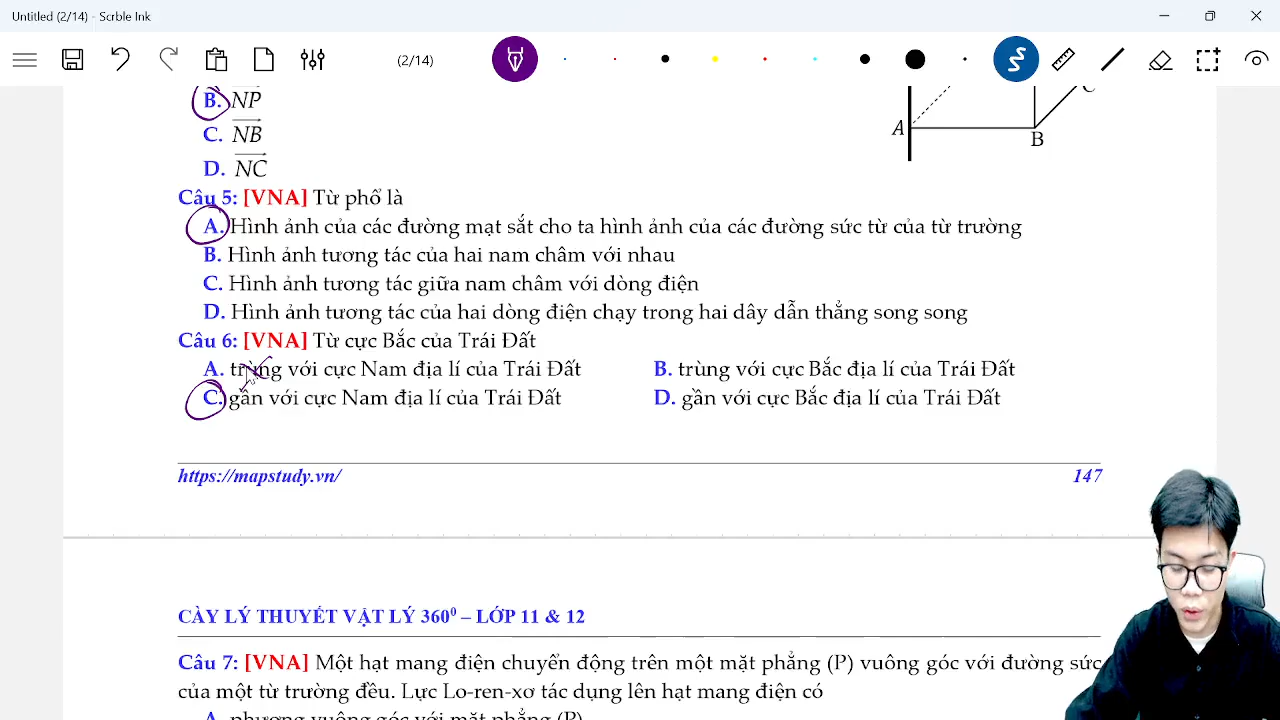 Untitled (2/14) - Scrble Ink
(2/14)
B. NP
C. NB
D. NC
A
B
C
Câu 5: [VNA] Từ phổ là
A. Hình ảnh của các đường mạt sắt cho ta hình ảnh của các đường sức từ của từ trường
B. Hình ảnh tương tác của hai nam châm với nhau
C. Hình ảnh tương tác giữa nam châm với dòng điện
D. Hình ảnh tương tác của hai dòng điện chạy trong hai dây dẫn thẳng song song
Câu 6: [VNA] Từ cực Bắc của Trái Đất
A. trùng với cực Nam địa lí của Trái Đất B. trùng với cực Bắc địa lí của Trái Đất
C. gần với cực Nam địa lí của Trái Đất D. gần với cực Bắc địa lí của Trái Đất
https://mapstudy.vn/ 147
CÀY LÝ THUYẾT VẬT LÝ 360⁰ – LỚP 11 & 12
Câu 7: [VNA] Một hạt mang điện chuyển động trên một mặt phẳng (P) vuông góc với đường sức
của một từ trường đều. Lực Lo-ren-xơ tác dụng lên hạt mang điện có
A. phương vuông góc với mặt phẳng (P)